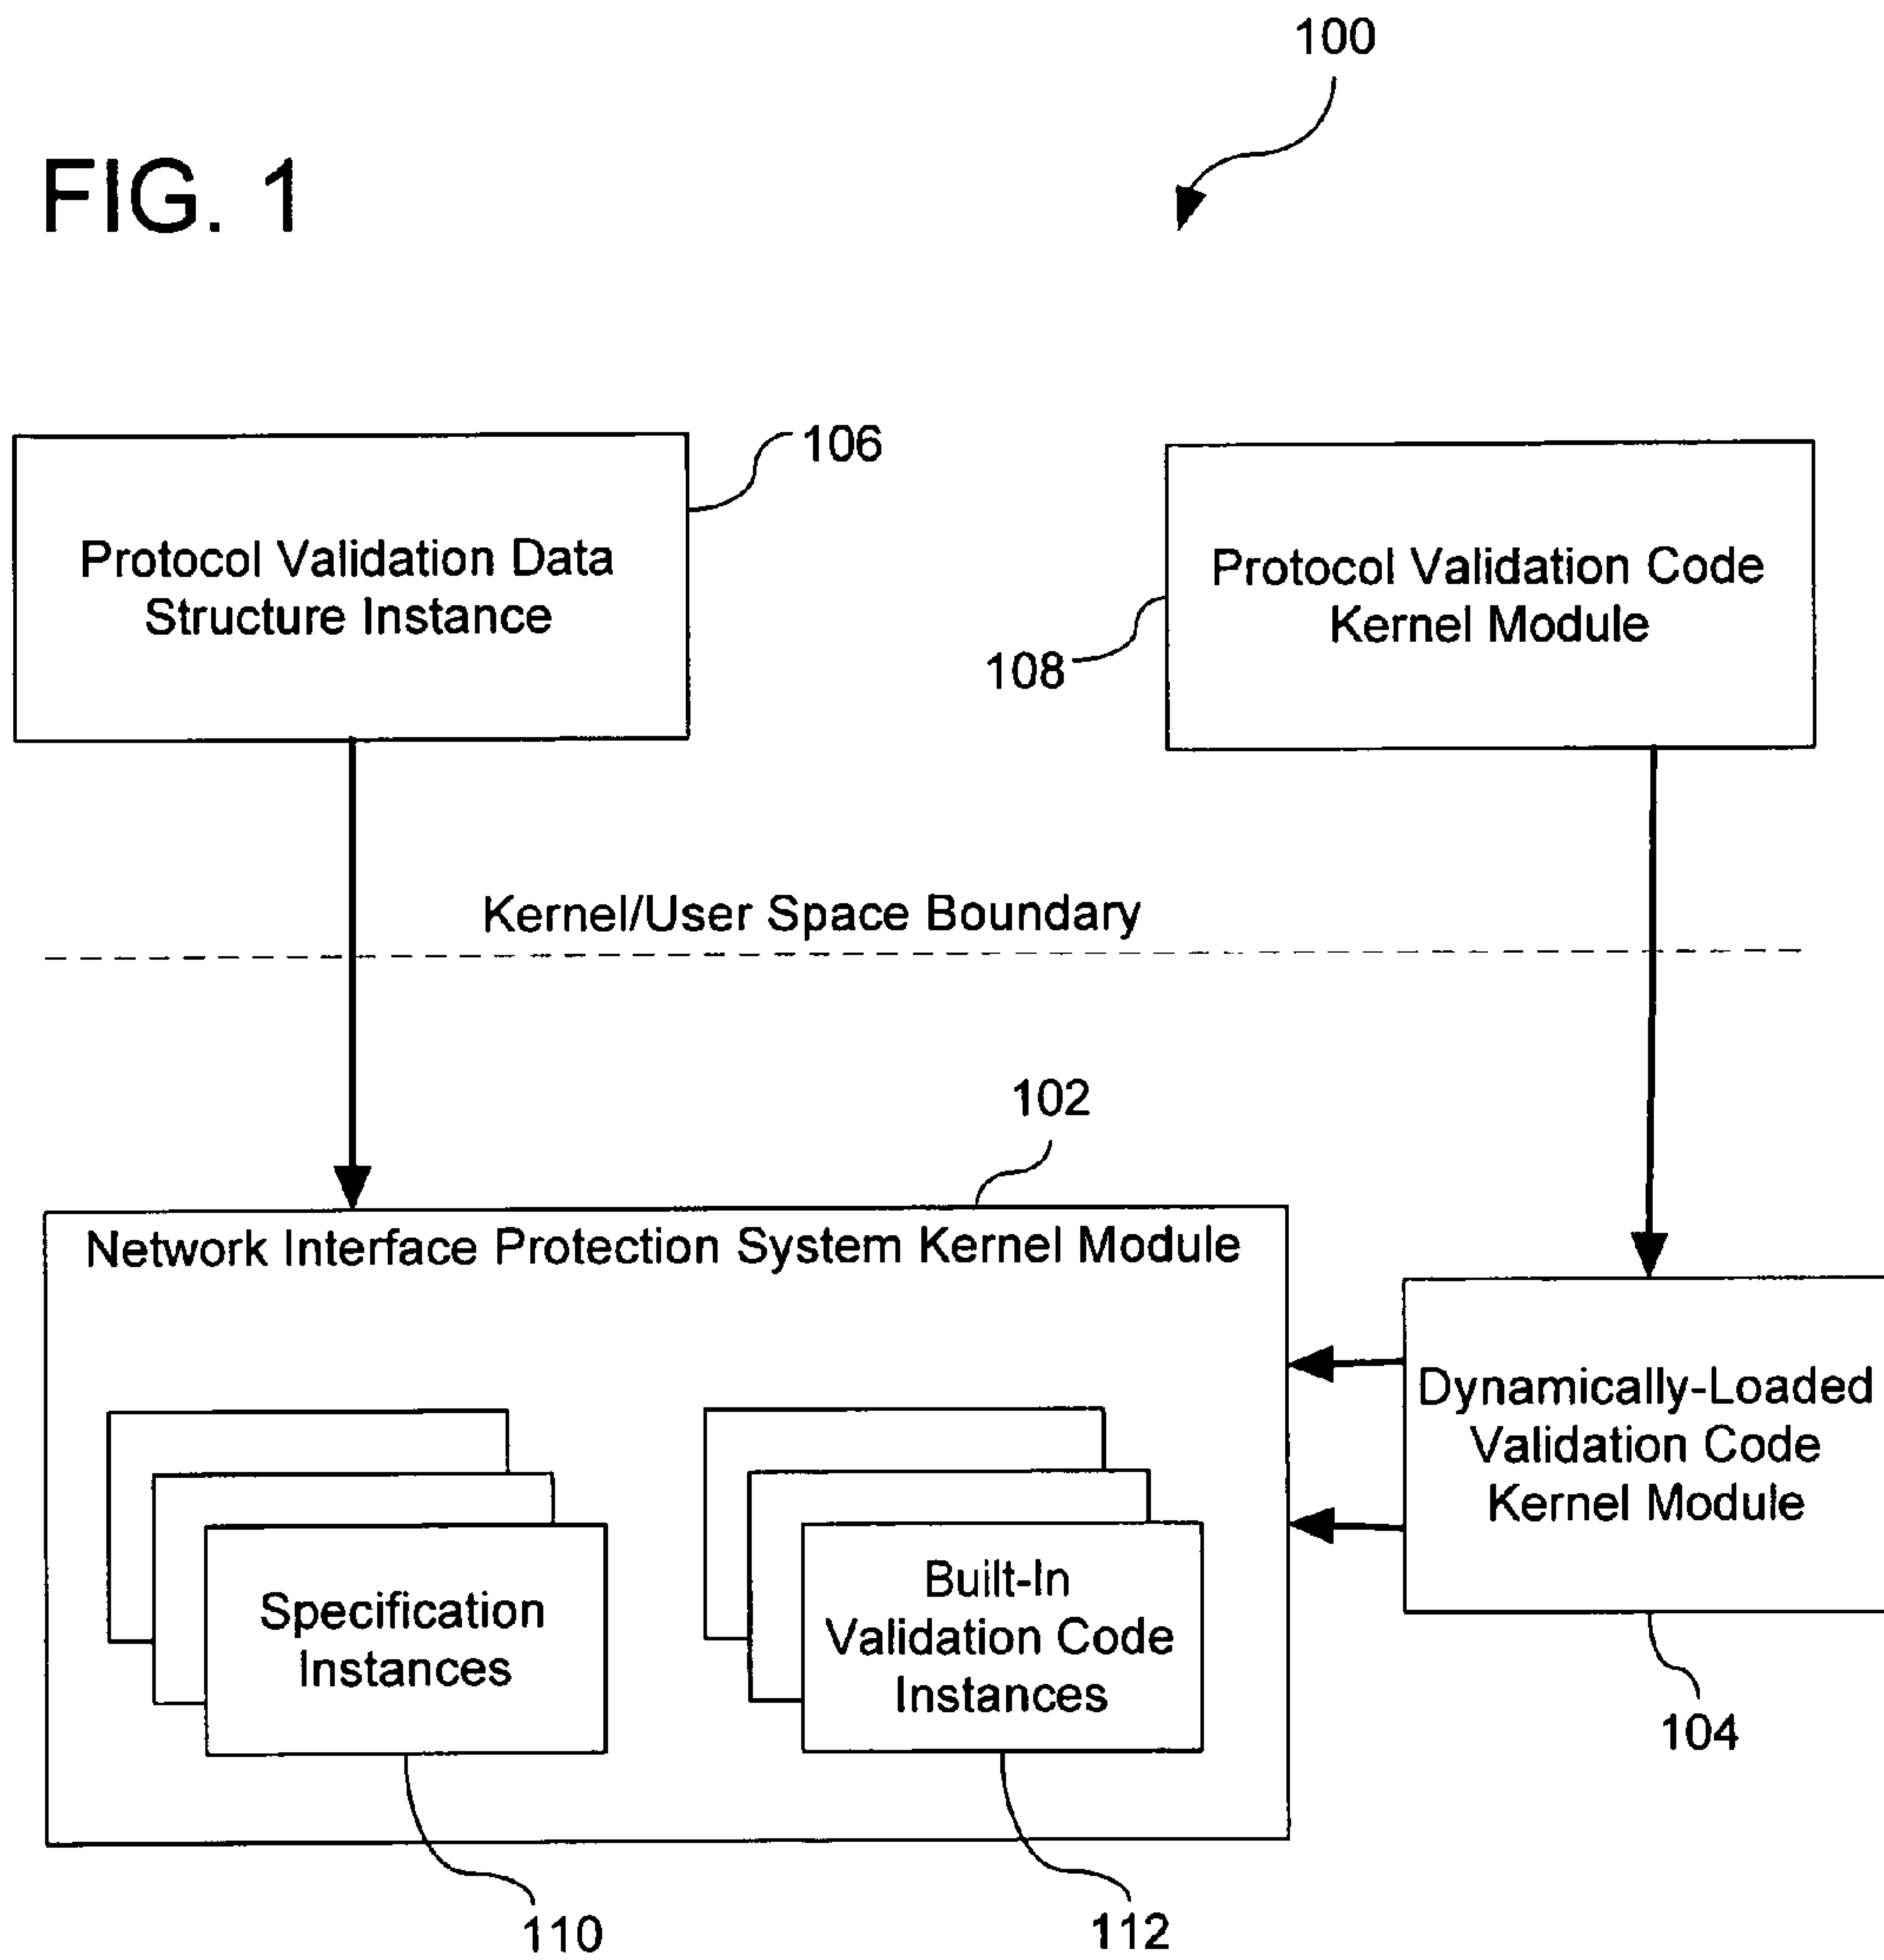 100
FIG. 1
106
Protocol Validation Data
Structure Instance
Protocol Validation Code
Kernel Module
108
Kernel/User Space Boundary
102
Network Interface Protection System Kernel Module
Dynamically-Loaded
Validation Code
Kernel Module
Specification
Instances
Built-In
Validation Code
Instances
104
110
112